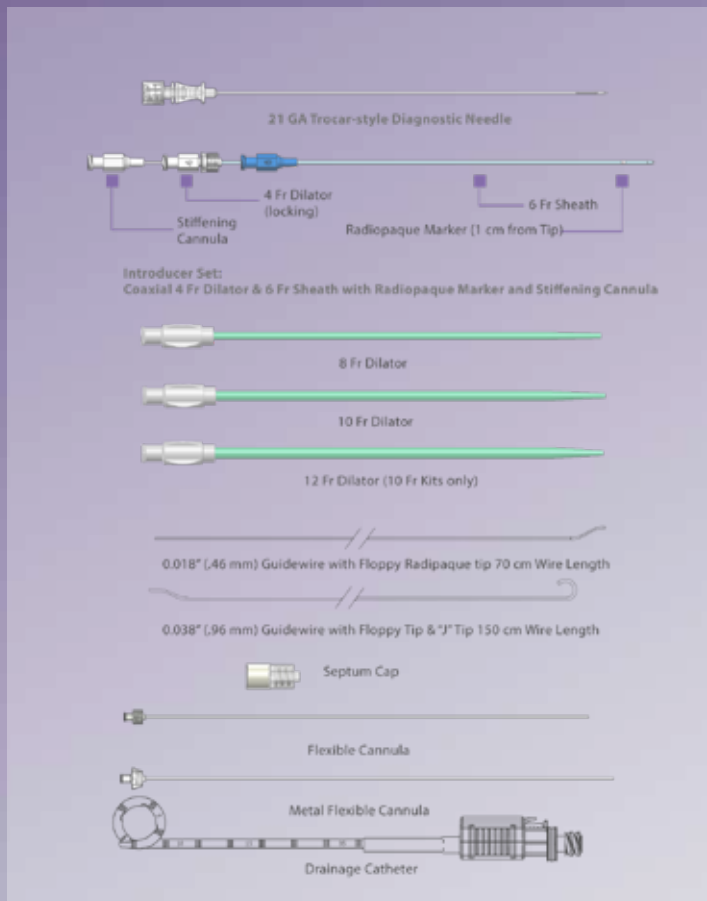 21 GA Trocar-style Diagnostic Needle
4 Fr Dilator
(locking)
6 Fr Sheath
Stiffening
Cannula
Radiopaque Marker (1 cm from Tip)
Introducer Set:
Coaxial 4 Fr Dilator & 6 Fr Sheath with Radiopaque Marker and Stiffening Cannula
8 Fr Dilator
10 Fr Dilator
12 Fr Dilator (10 Fr Kits only)
0.018" (.46 mm) Guidewire with Floppy Radipaque tip 70 cm Wire Length
0.038" (.96 mm) Guidewire with Floppy Tip & "J" Tip 150 cm Wire Length
Septum Cap
Flexible Cannula
Metal Flexible Cannula
Drainage Catheter